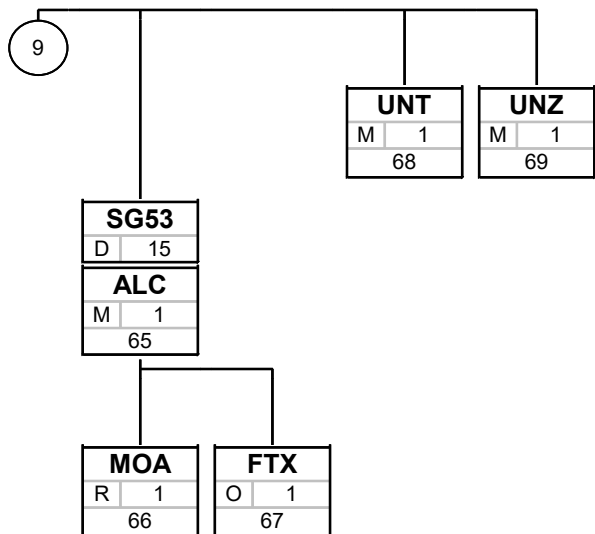 9
UNT
M 1
68
UNZ
M 1
69
SG53
D 15
ALC
M 1
65
MOA
R 1
66
FTX
O 1
67